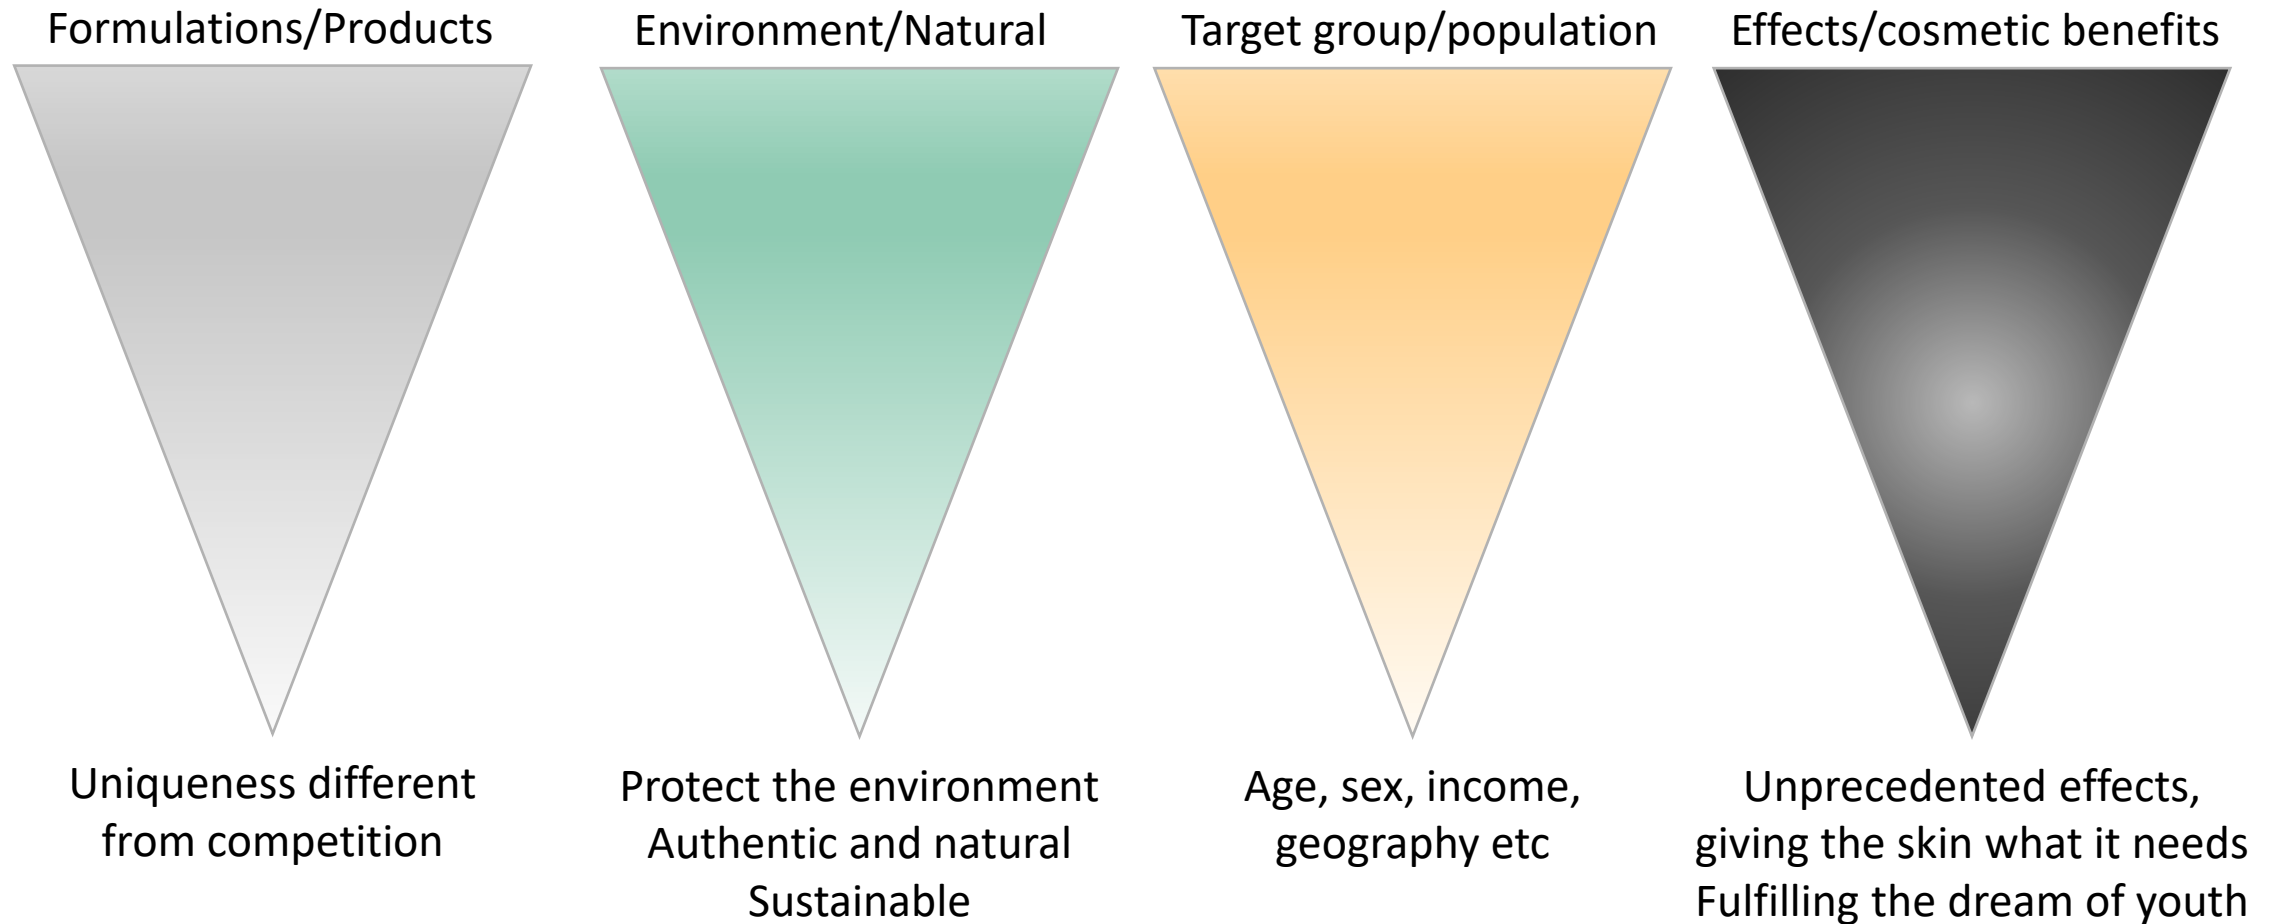 Formulations/Products
Environment/Natural
Target group/population
Effects/cosmetic benefits
Uniqueness different
from competition
Protect the environment
Authentic and natural
Sustainable
Age, sex, income,
geography etc
Unprecedented effects,
giving the skin what it needs
Fulfilling the dream of youth